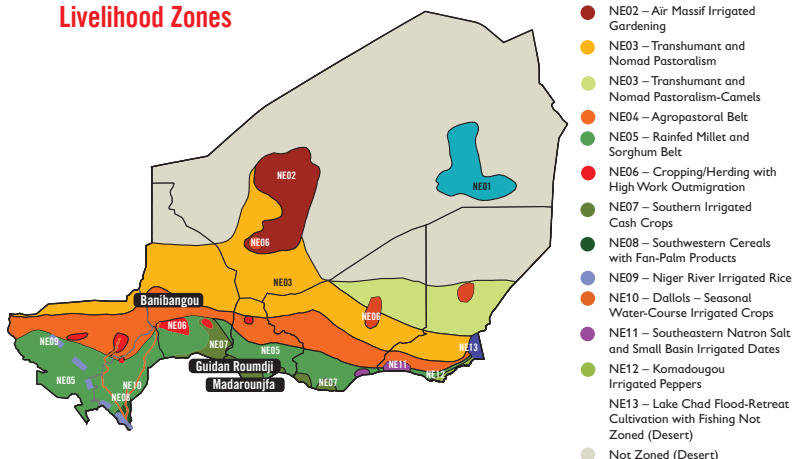 Livelihood Zones
NE02 – Aïr Massif Irrigated
Gardening
NE03 – Transhumant and
Nomad Pastoralism
NE03 – Transhumant and
Nomad Pastoralism-Camels
NE04 – Agropastoral Belt
NE05 – Rainfed Millet and
Sorghum Belt
NE06 – Cropping/Herding with
High Work Outmigration
NE07 – Southern Irrigated
Cash Crops
NE08 – Southwestern Cereals
with Fan-Palm Products
NE09 – Niger River Irrigated Rice
NE10 – Dallols – Seasonal
Water-Course Irrigated Crops
NE11 – Southeastern Natron Salt
and Small Basin Irrigated Dates
NE12 – Komadougou
Irrigated Peppers
NE13 – Lake Chad Flood-Retreat
Cultivation with Fishing Not
Zoned (Desert)
Not Zoned (Desert)
NE02
NE01
NE06
NE03
Banibangou
NE06
NE06
NE09
NE07
NE05
NE13
Guidan Roumdji
NE11
NE12
NE05
NE10
Madarounjfa
NE07
NE08